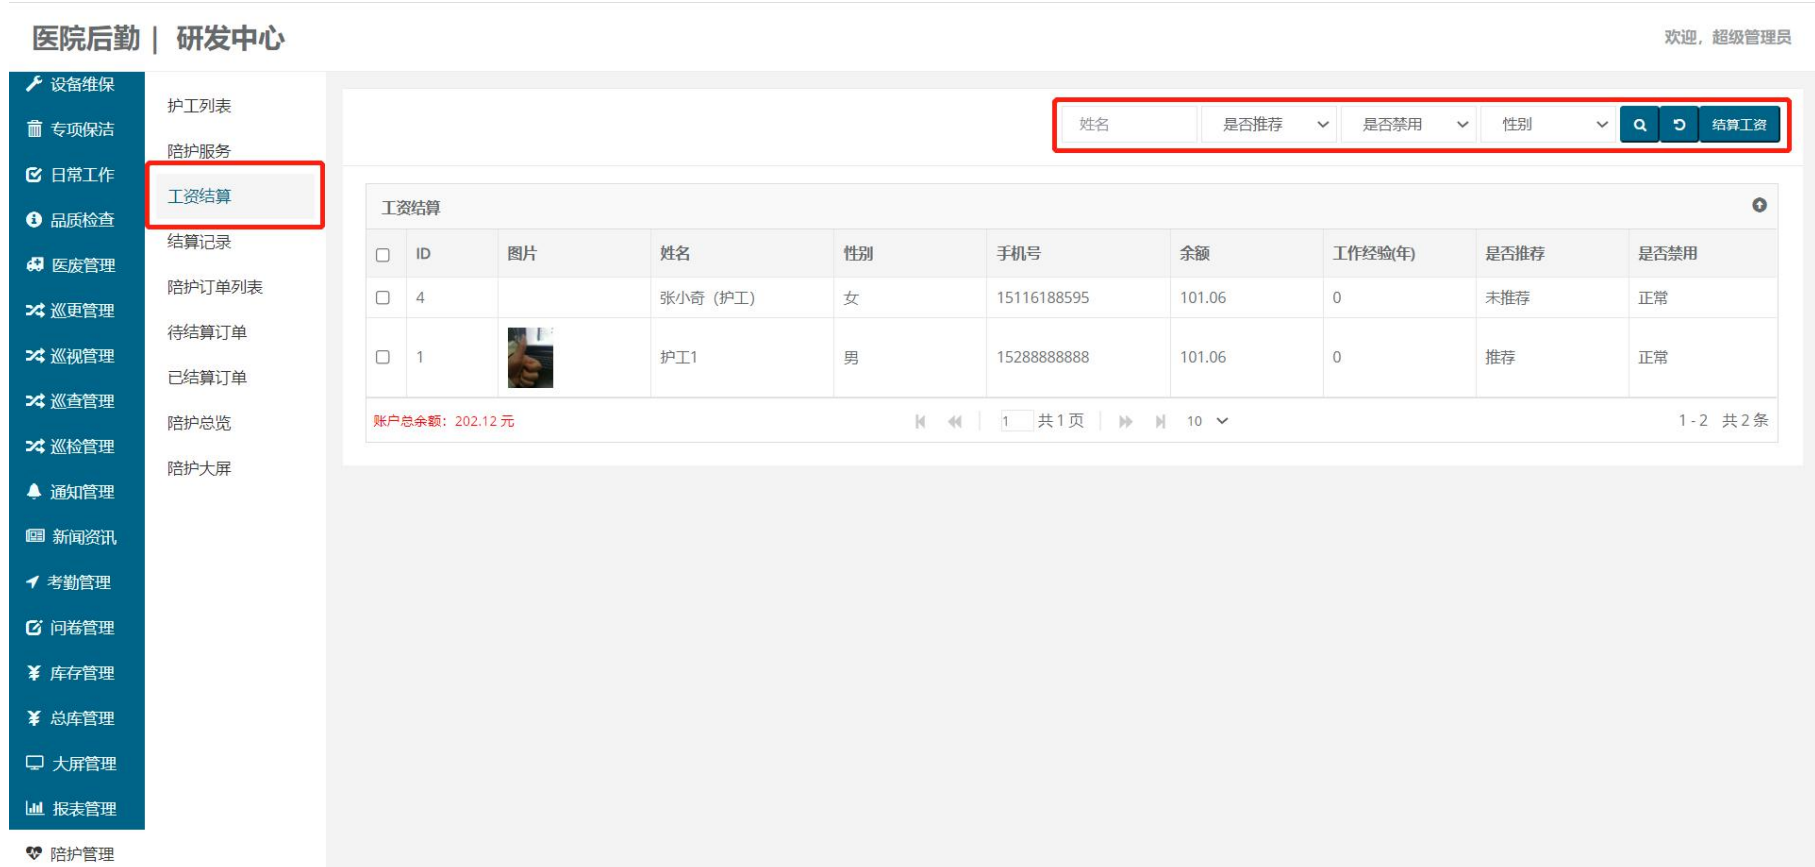 医院后勤 | 研发中心
欢迎，超级管理员
设备维保
专项保洁
日常工作
品质检查
医废管理
巡更管理
巡视管理
巡查管理
巡检管理
通知管理
新闻资讯
考勤管理
问卷管理
库存管理
总库管理
大屏管理
报表管理
陪护管理
护工列表
陪护服务
工资结算
结算记录
陪护订单列表
待结算订单
已结算订单
陪护总览
陪护大屏
姓名 是否推荐 是否禁用 性别 结算工资
工资结算
ID 图片 姓名 性别 手机号 余额 工作经验(年) 是否推荐 是否禁用
4 张小奇（护工） 女 15116188595 101.06 0 未推荐 正常
1 护工1 男 15288888888 101.06 0 推荐 正常
账户总余额：202.12 元 1 共 1 页 10 1 - 2 共 2 条